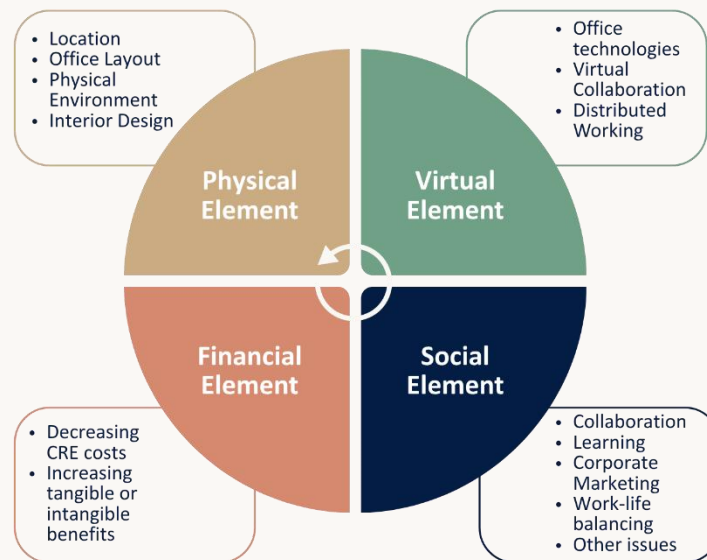 • Location
• Office Layout
• Physical
Environment
• Interior Design
• Office
technologies
• Virtual
Collaboration
• Distributed
Working
Physical
Element
Virtual
Element
Financial
Element
Social
Element
• Decreasing
CRE costs
• Increasing
tangible or
intangible
benefits
• Collaboration
• Learning
• Corporate
Marketing
• Work-life
balancing
• Other issues